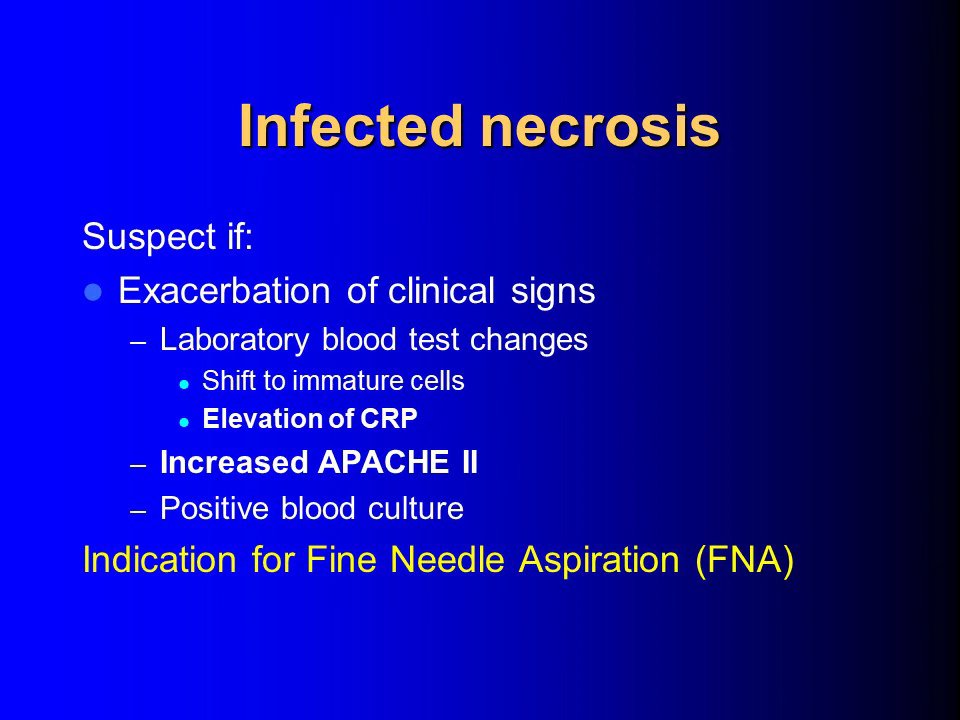 Infected necrosis
Suspect if:
● Exacerbation of clinical signs
– Laboratory blood test changes
● Shift to immature cells
● Elevation of CRP
– Increased APACHE II
– Positive blood culture
Indication for Fine Needle Aspiration (FNA)